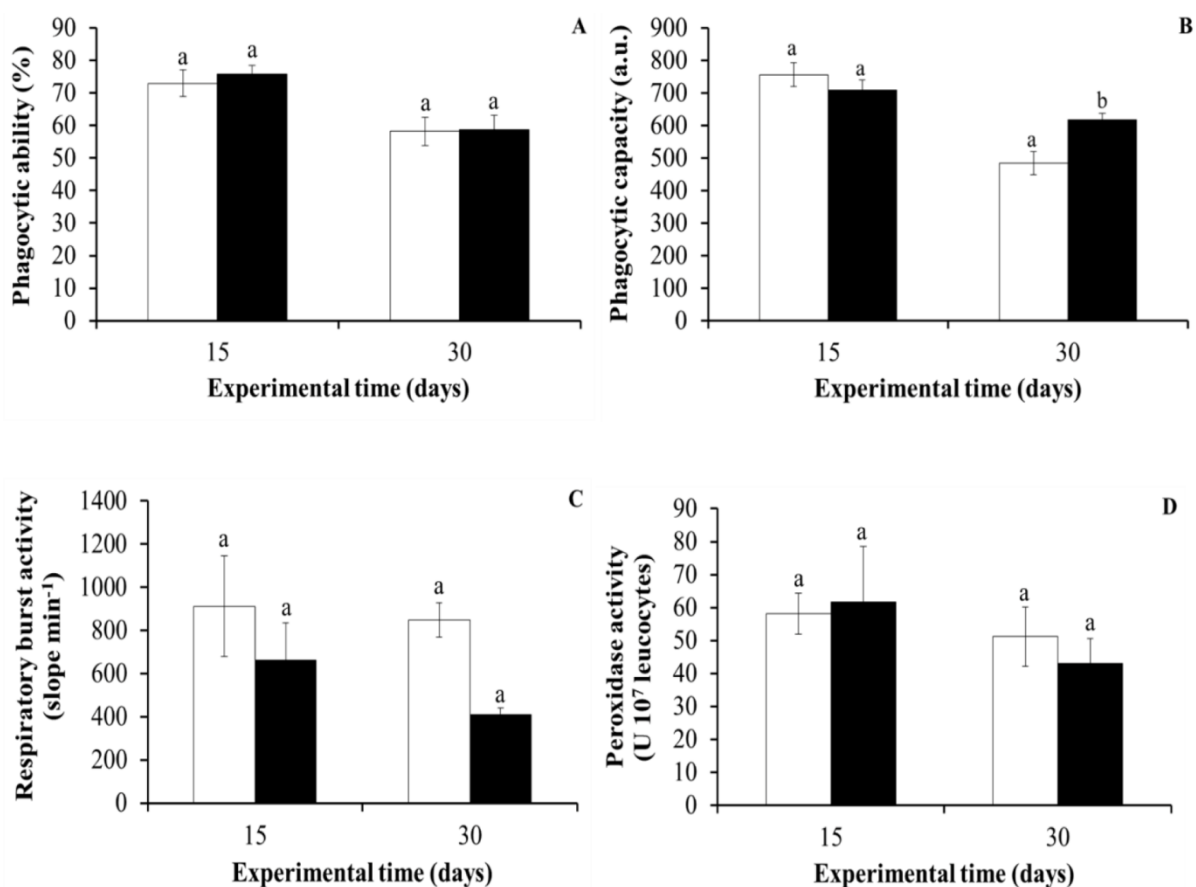 A
Phagocytic ability (%)
90
80
70
60
50
40
30
20
10
0
a
a
a
a
15
30
Experimental time (days)
B
Phagocytic capacity (a.u.)
900
800
700
600
500
400
300
200
100
0
a
a
a
b
15
30
Experimental time (days)
C
Respiratory burst activity
(slope min⁻¹)
1400
1200
1000
800
600
400
200
0
a
a
a
a
15
30
Experimental time (days)
D
Peroxidase activity
(U 10⁷ leucocytes)
90
80
70
60
50
40
30
20
10
0
a
a
a
a
15
30
Experimental time (days)